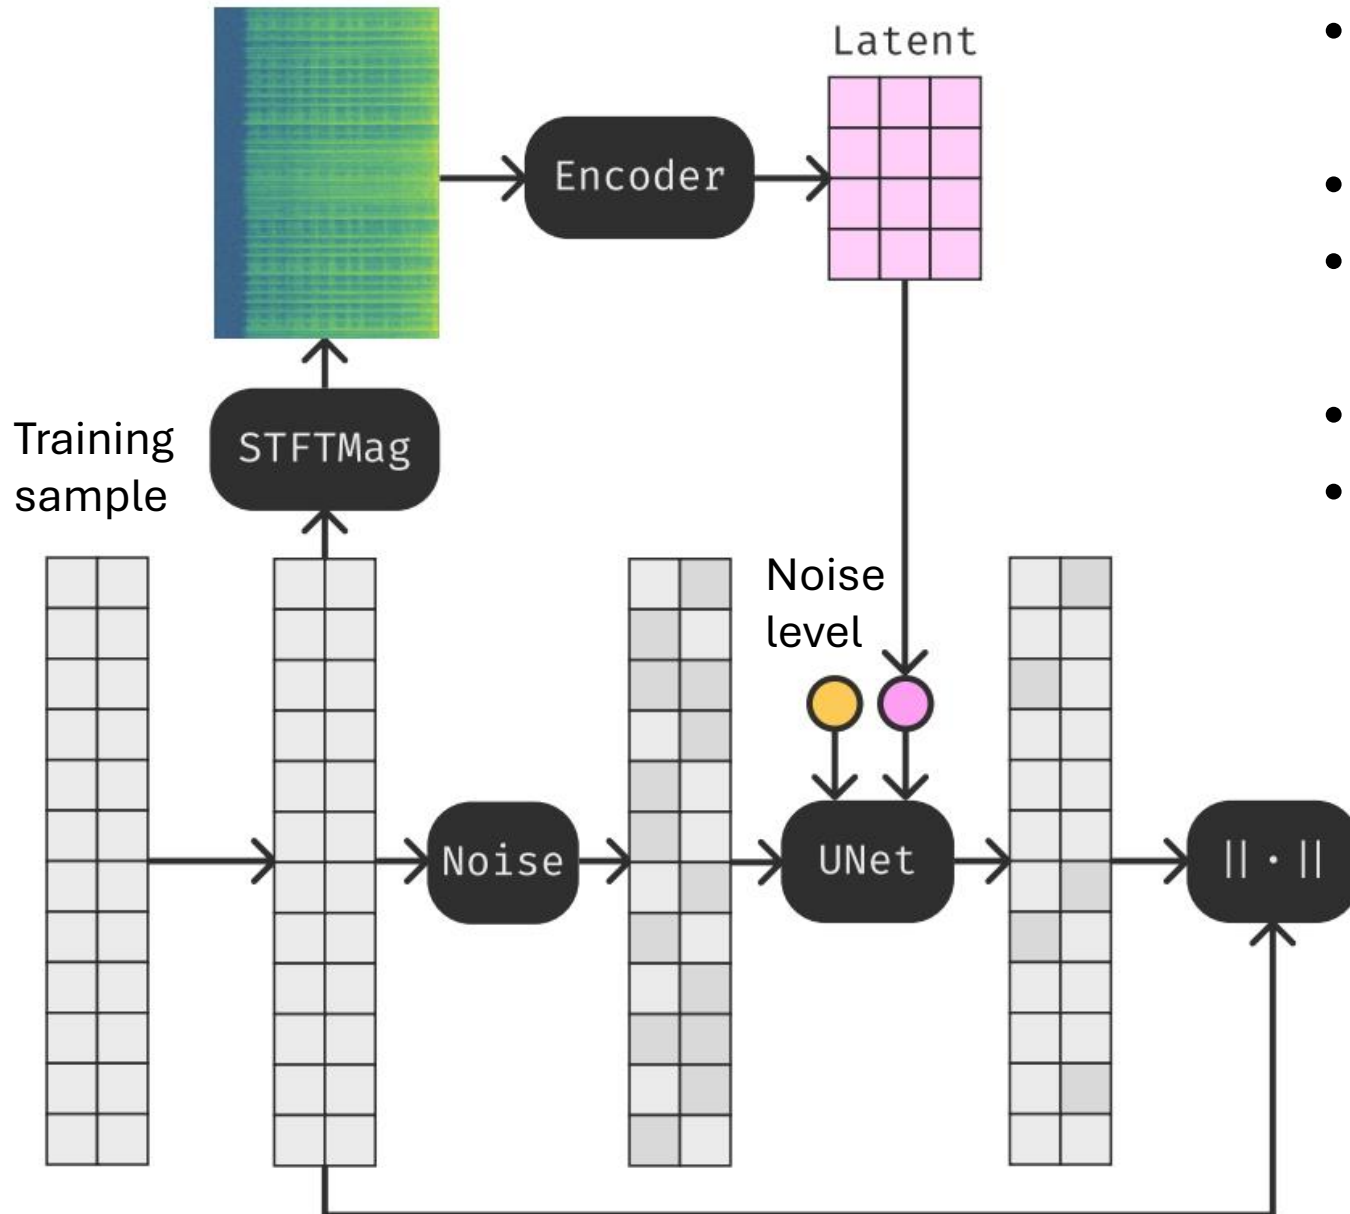 Latent
Encoder
STFTMag
Training
sample
Noise
level
Noise
UNet
||·||